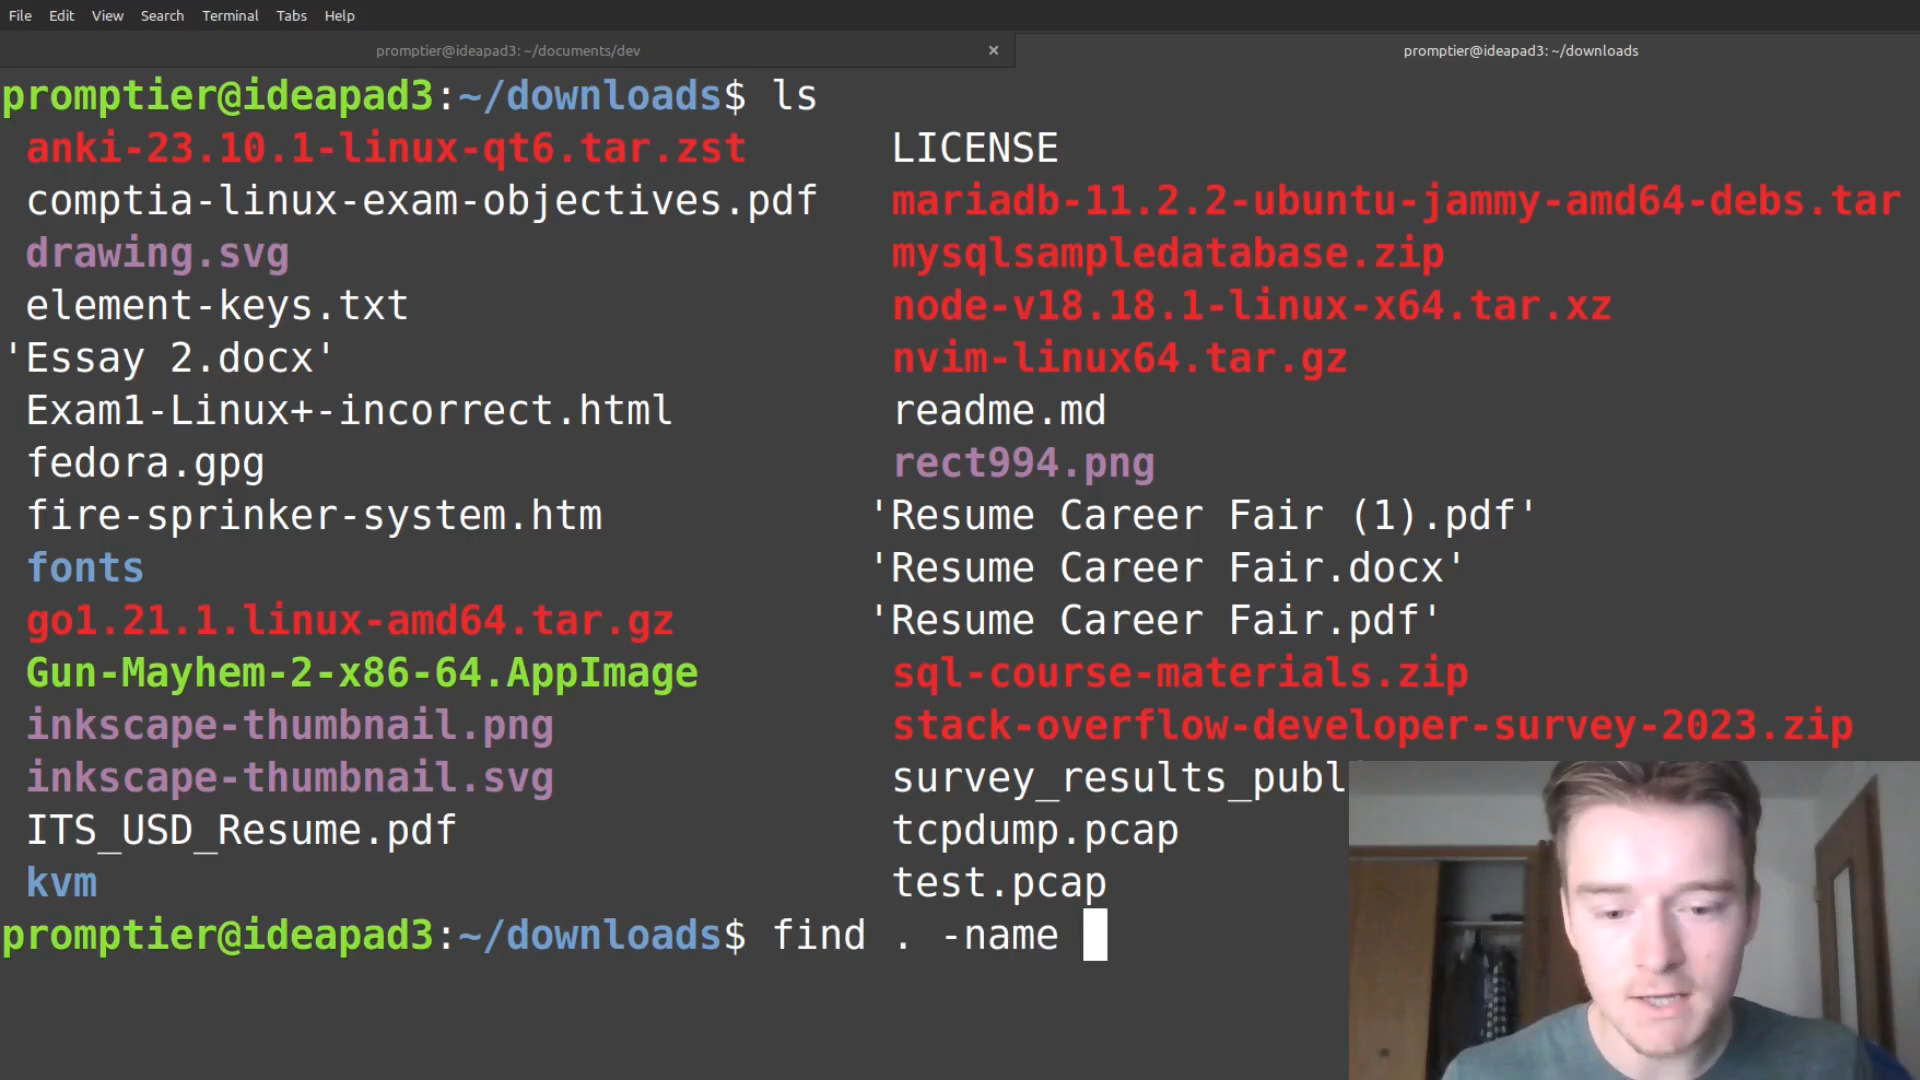 File Edit View Search Terminal Tabs Help
promptier@ideapad3: ~/documents/dev × promptier@ideapad3: ~/downloads
promptier@ideapad3:~/downloads$ ls
anki-23.10.1-linux-qt6.tar.zst LICENSE
comptia-linux-exam-objectives.pdf mariadb-11.2.2-ubuntu-jammy-amd64-debs.tar
drawing.svg mysqlsampledatabase.zip
element-keys.txt node-v18.18.1-linux-x64.tar.xz
'Essay 2.docx' nvim-linux64.tar.gz
Exam1-Linux+-incorrect.html readme.md
fedora.gpg rect994.png
fire-sprinker-system.htm 'Resume Career Fair (1).pdf'
fonts 'Resume Career Fair.docx'
go1.21.1.linux-amd64.tar.gz 'Resume Career Fair.pdf'
Gun-Mayhem-2-x86-64.AppImage sql-course-materials.zip
inkscape-thumbnail.png stack-overflow-developer-survey-2023.zip
inkscape-thumbnail.svg survey_results_publ
ITS_USD_Resume.pdf tcpdump.pcap
kvm test.pcap
promptier@ideapad3:~/downloads$ find . -name